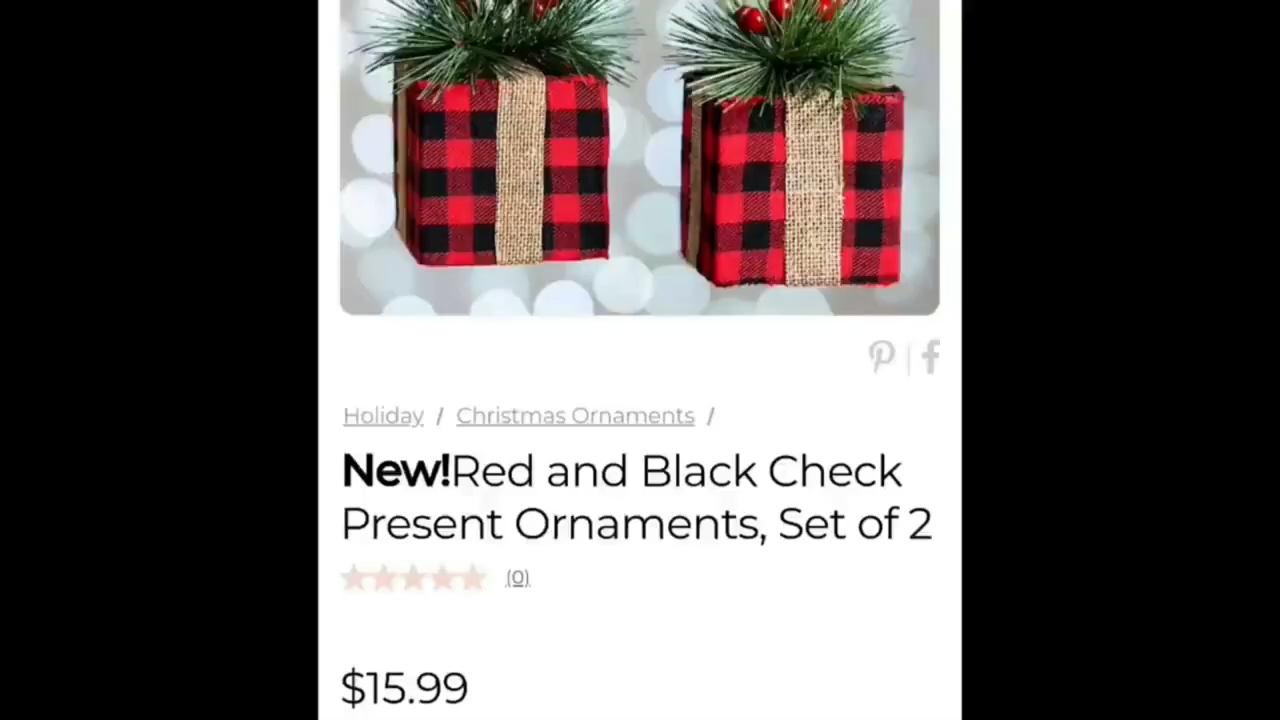 Holiday / Christmas Ornaments /
New!Red and Black Check
Present Ornaments, Set of 2
(0)
$15.99